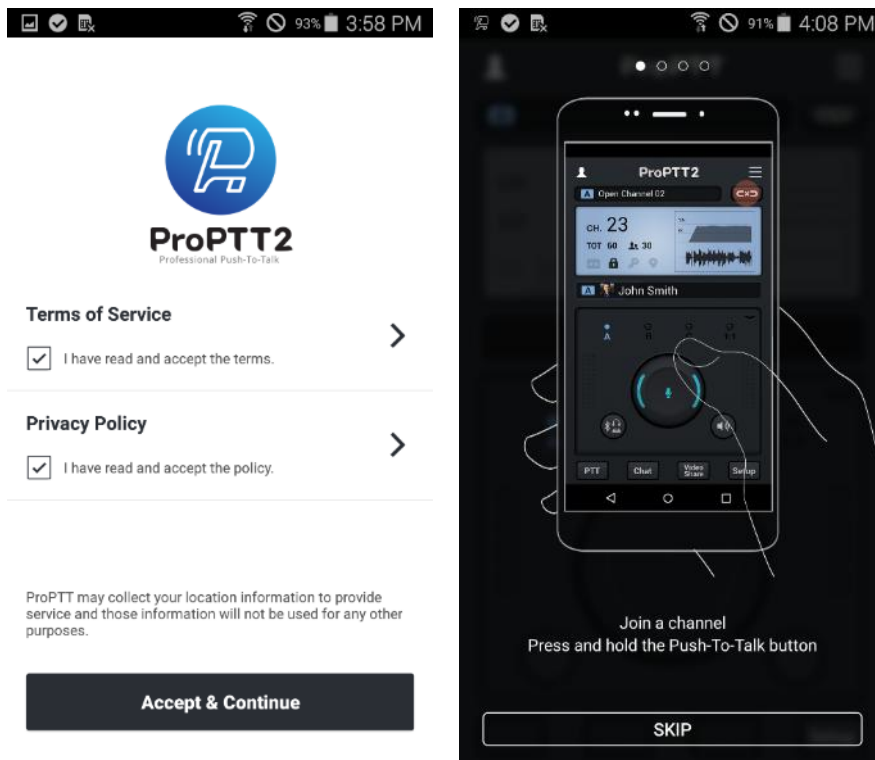 93% 3:58 PM
ProPTT2
Professional Push-To-Talk
Terms of Service
I have read and accept the terms.
Privacy Policy
I have read and accept the policy.
ProPTT may collect your location information to provide
service and those information will not be used for any other
purposes.
Accept & Continue
91% 4:08 PM
ProPTT2
A Open Channel 02
CH. 23
TOT 60 30
A John Smith
A B C 1:1
PTT Chat Video Share Setup
Join a channel
Press and hold the Push-To-Talk button
SKIP